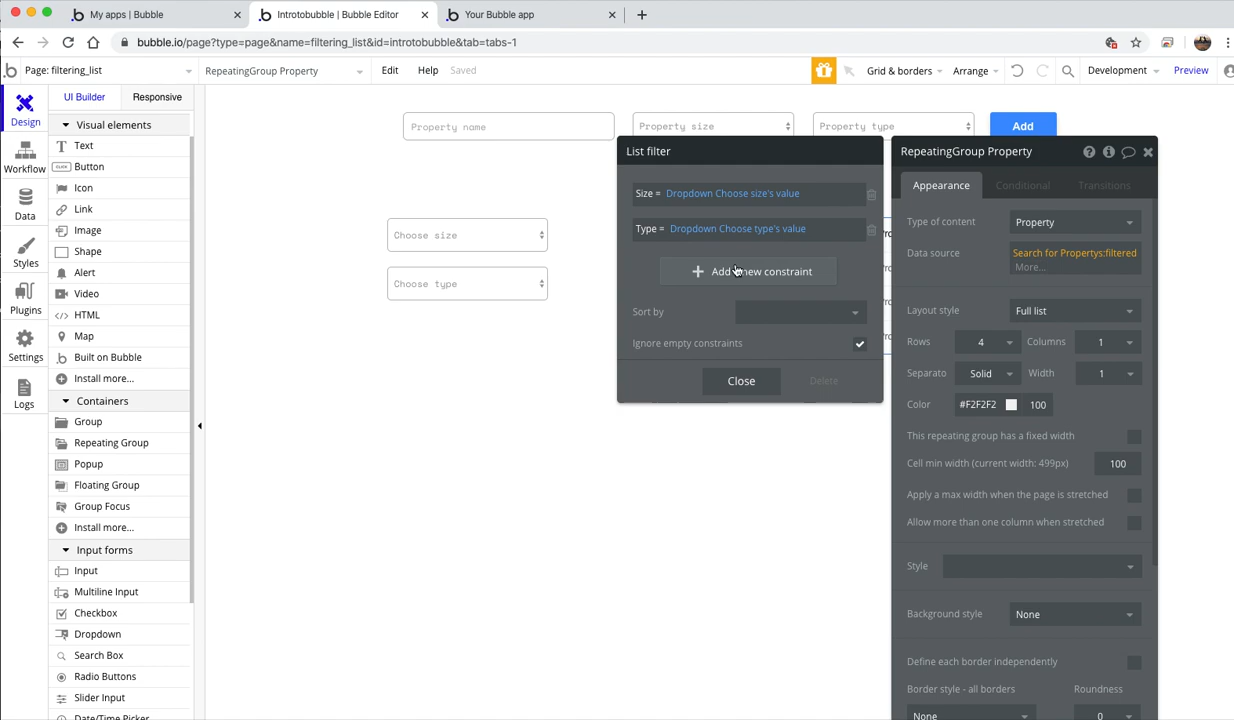 My apps | Bubble
Introtobubble | Bubble Editor
Your Bubble app
bubble.io/page?type=page&name=filtering_list&id=introtobubble&tab=tabs-1
Page: filtering_list
RepeatingGroup Property
Edit
Help
Saved
Grid & borders
Arrange
Development
Preview
Design
Workflow
Data
Styles
Plugins
Settings
Logs
UI Builder
Responsive
Visual elements
Text
Button
CLICK
Icon
Link
Image
Shape
Alert
Video
HTML
Map
Built on Bubble
Install more...
Containers
Group
Repeating Group
Popup
Floating Group
Group Focus
Install more...
Input forms
Input
Multiline Input
Checkbox
Dropdown
Search Box
Radio Buttons
Slider Input
Date/Time Picker
Property name
Property size
Property type
Add
Choose size
Choose type
List filter
Size = Dropdown Choose size's value
Type = Dropdown Choose type's value
Add new constraint
Sort by
Ignore empty constraints
Close
Delete
RepeatingGroup Property
Appearance
Conditional
Transitions
Type of content
Property
Data source
Search for Propertys:filtered
More...
Layout style
Full list
Rows
4
Columns
1
Separato
Solid
Width
1
Color
#F2F2F2
100
This repeating group has a fixed width
Cell min width (current width: 499px)
100
Apply a max width when the page is stretched
Allow more than one column when stretched
Style
Background style
None
Define each border independently
Border style - all borders
Roundness
None
0